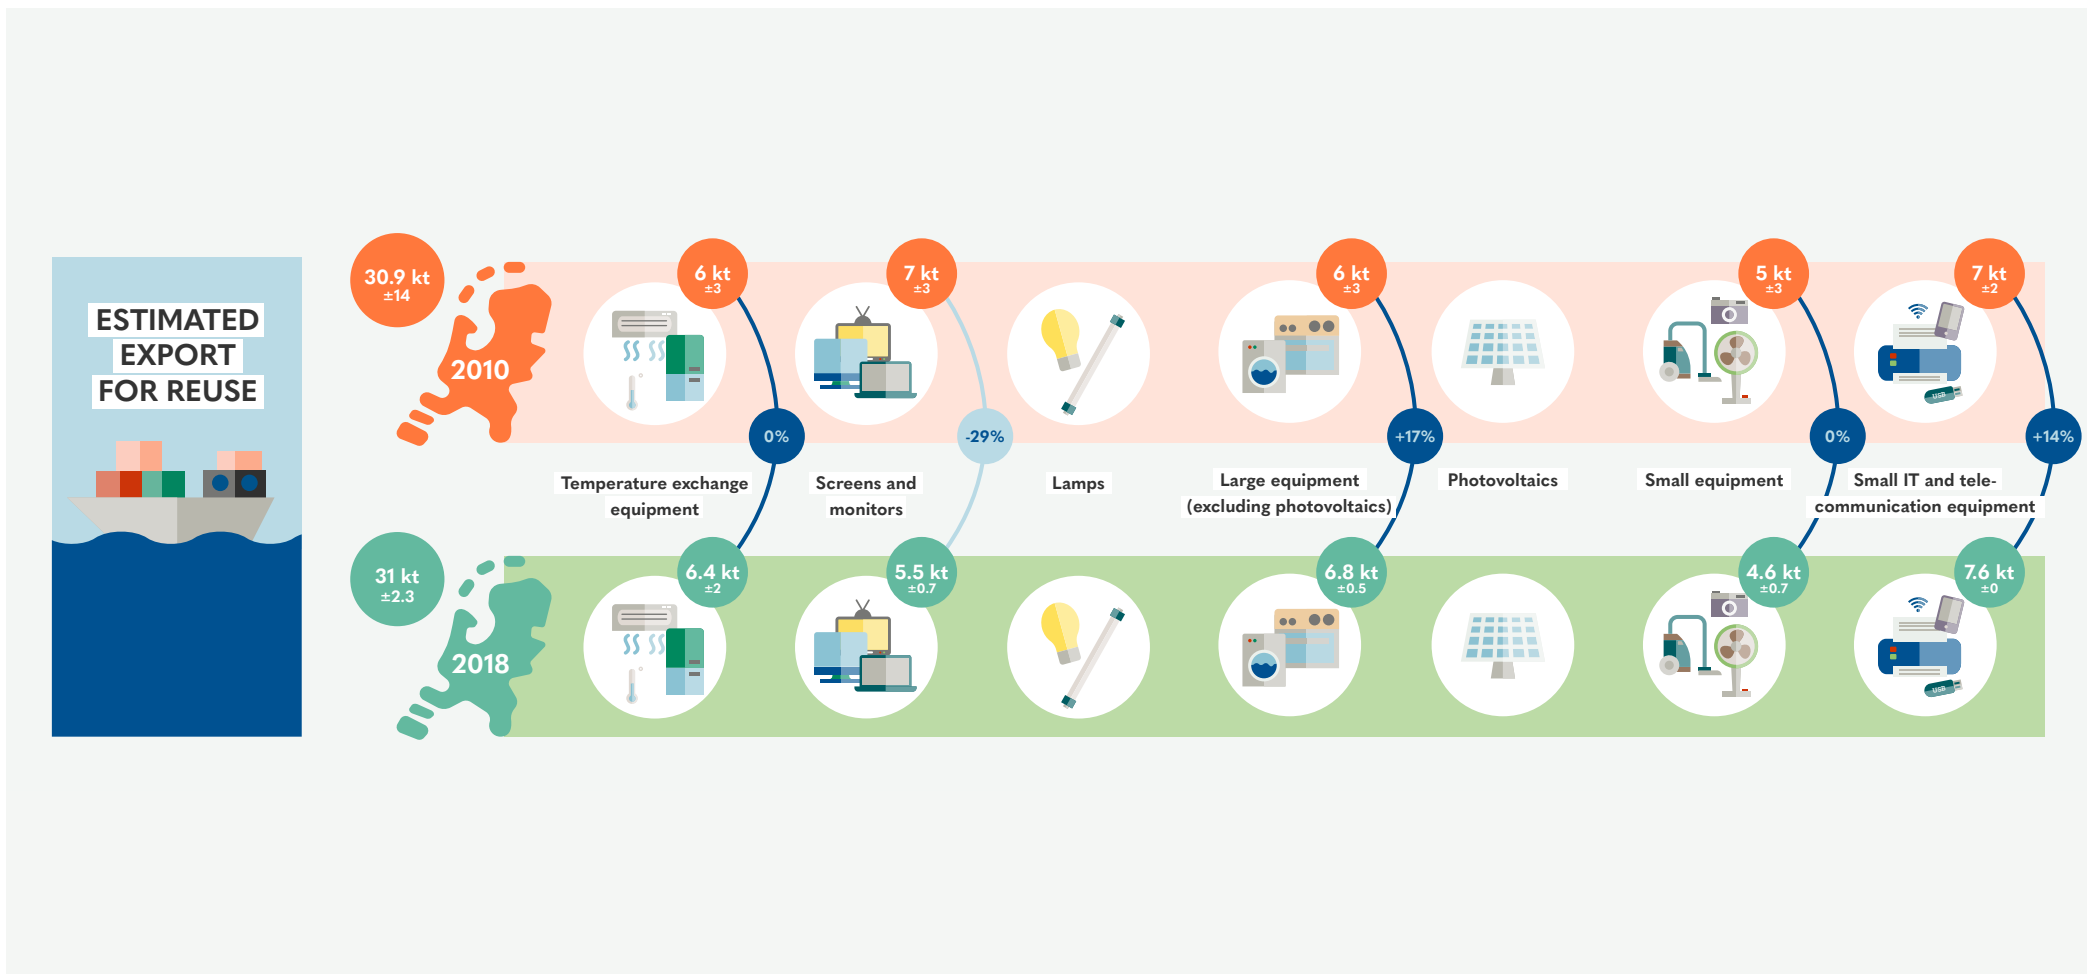 ESTIMATED
EXPORT
FOR REUSE
30.9 kt
±14
2010
6 kt
±3
7 kt
±3
6 kt
±3
5 kt
±3
7 kt
±2
USB
0%
-29%
+17%
0%
+14%
Temperature exchange
equipment
Screens and
monitors
Lamps
Large equipment
(excluding photovoltaics)
Photovoltaics
Small equipment
Small IT and tele-
communication equipment
31 kt
±2.3
2018
6.4 kt
±2
5.5 kt
±0.7
6.8 kt
±0.5
4.6 kt
±0.7
7.6 kt
±0
USB